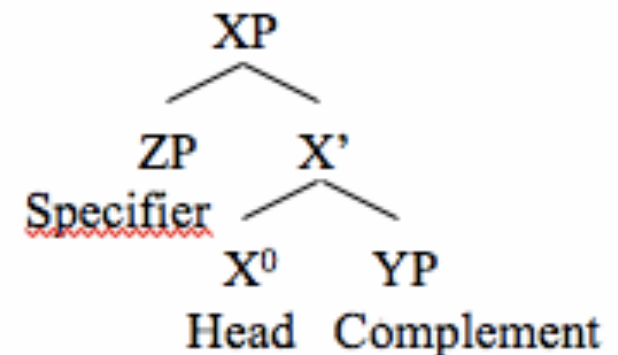 XP
ZP X’
Specifier
X⁰ YP
Head Complement